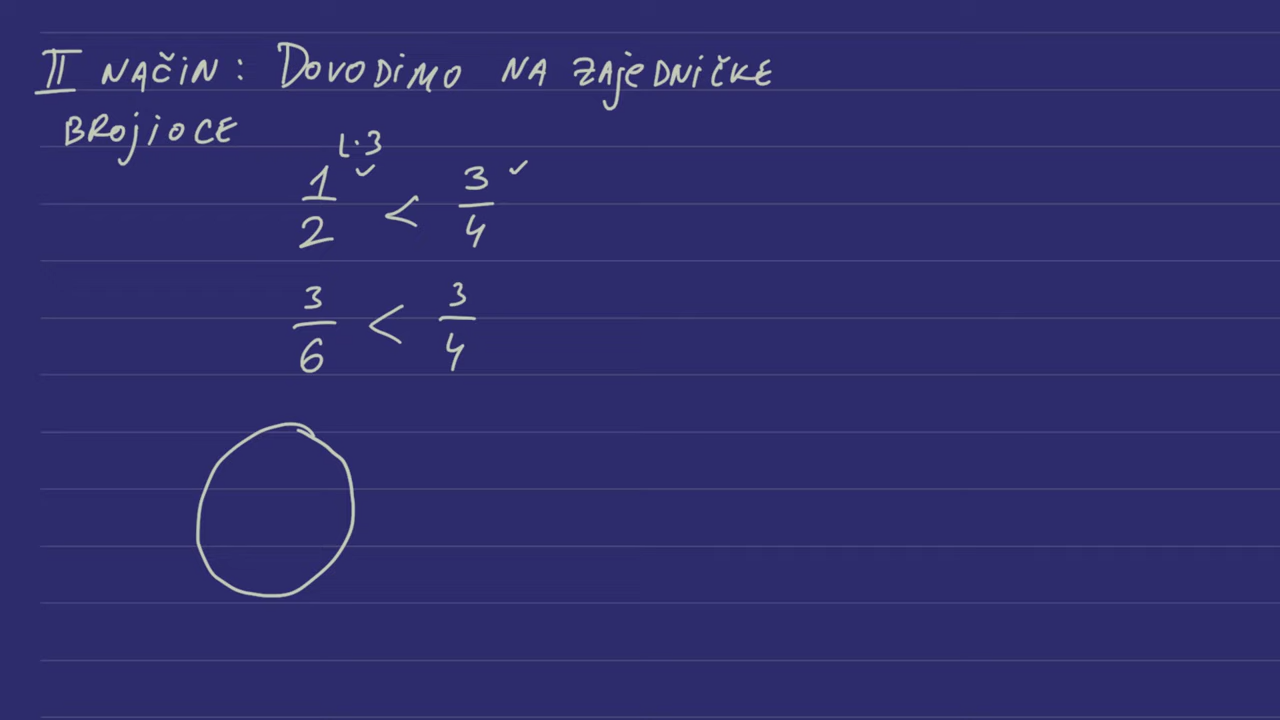 II NAČIN: DOVODIMO NA ZAJEDNIČKE
BROJIOCE
1/2 ⌊·3 ✓ < 3/4 ✓
3/6 < 3/4